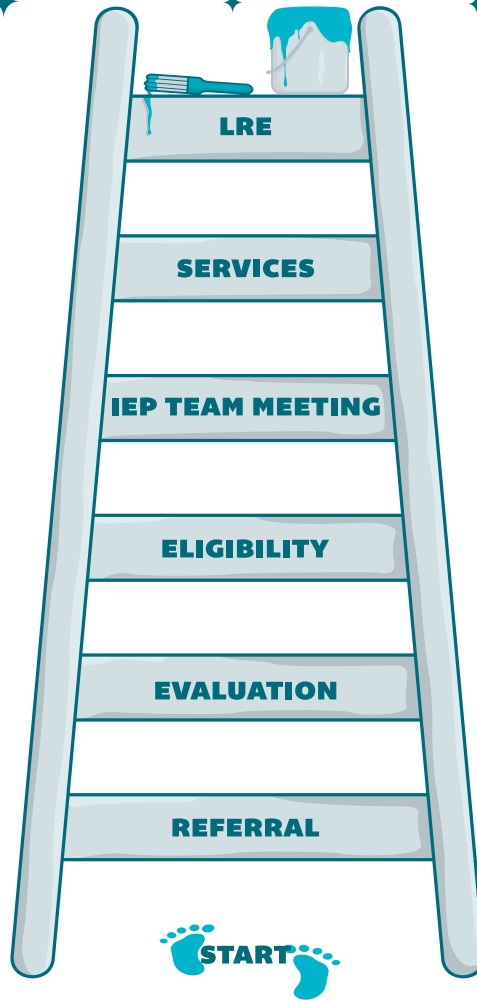 LRE
SERVICES
IEP TEAM MEETING
ELIGIBILITY
EVALUATION
REFERRAL
START